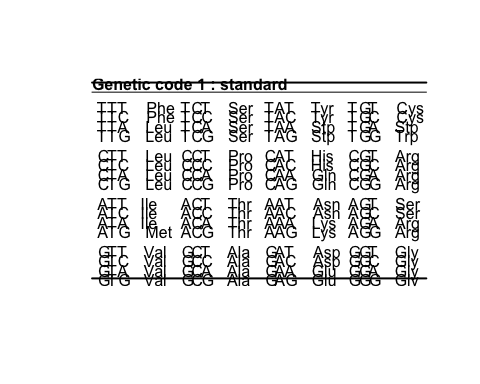 Genetic code 1 : standard
TTT Phe TCT Ser TAT Tyr TGT Cys
TTC Phe TCC Ser TAC Tyr TGC Cys
TTA Leu TCA Ser TAA Stp TGA Stp
TTG Leu TCG Ser TAG Stp TGG Trp
CTT Leu CCT Pro CAT His CGT Arg
CTC Leu CCC Pro CAC His CGC Arg
CTA Leu CCA Pro CAA Gln CGA Arg
CTG Leu CCG Pro CAG Gln CGG Arg
ATT Ile ACT Thr AAT Asn AGT Ser
ATC Ile ACC Thr AAC Asn AGC Ser
ATA Ile ACA Thr AAA Lys AGA Arg
ATG Met ACG Thr AAG Lys AGG Arg
GTT Val GCT Ala GAT Asp GGT Gly
GTC Val GCC Ala GAC Asp GGC Gly
GTA Val GCA Ala GAA Glu GGA Gly
GTG Val GCG Ala GAG Glu GGG Gly